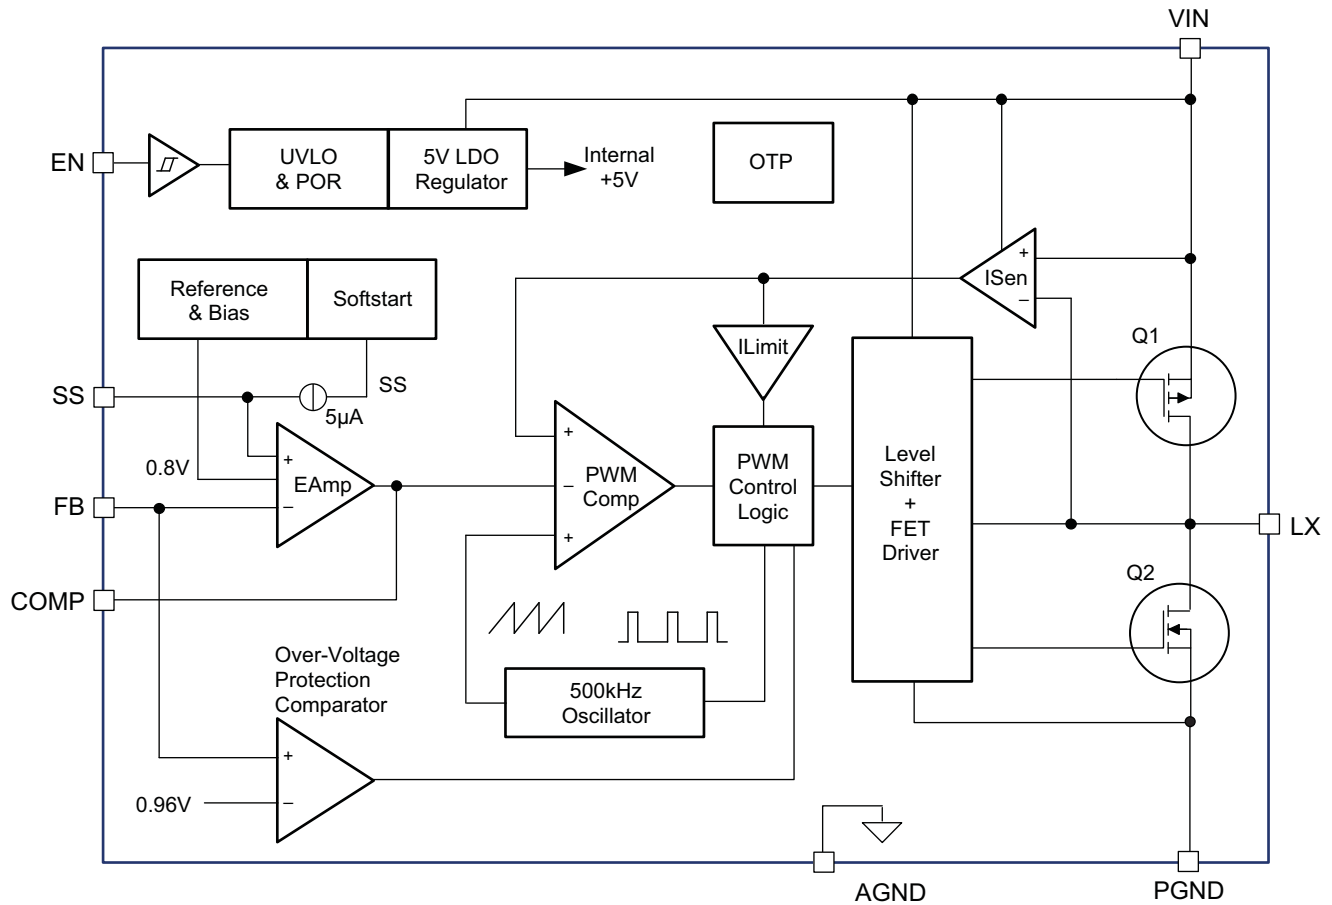 VIN
EN
UVLO
& POR
5V LDO
Regulator
Internal
+5V
OTP
Reference
& Bias
Softstart
+
ISen
−
ILimit
Q1
SS
SS
5µA
0.8V
+
EAmp
−
FB
+
PWM
Comp
−
+
PWM
Control
Logic
Level
Shifter
+
FET
Driver
LX
Q2
COMP
Over-Voltage
Protection
Comparator
500kHz
Oscillator
+
0.96V
−
AGND
PGND